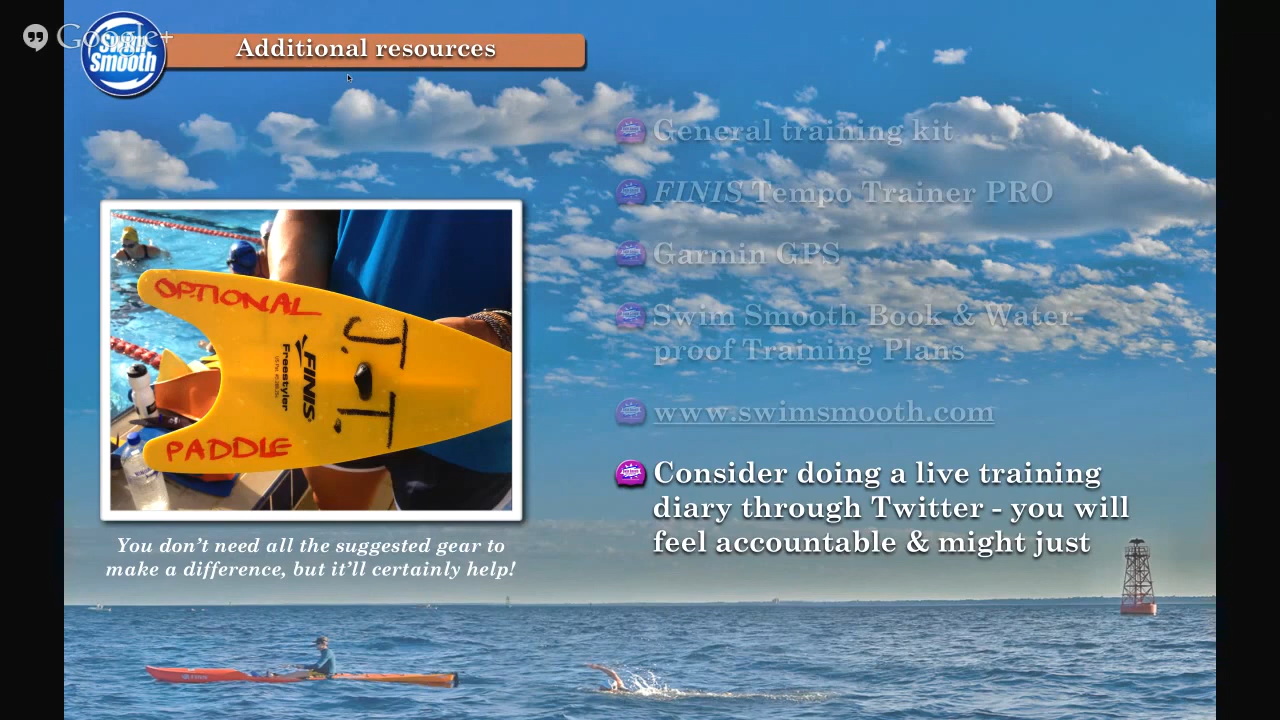 Google+
Swim
Smooth
Additional resources
General training kit
FINIS Tempo Trainer PRO
Garmin GPS
Swim Smooth Book & Water-
proof Training Plans
www.swimsmooth.com
Consider doing a live training
diary through Twitter - you will
feel accountable & might just
OPTIONAL
J.T.
FINIS
Freestyler
PADDLE
You don't need all the suggested gear to
make a difference, but it'll certainly help!